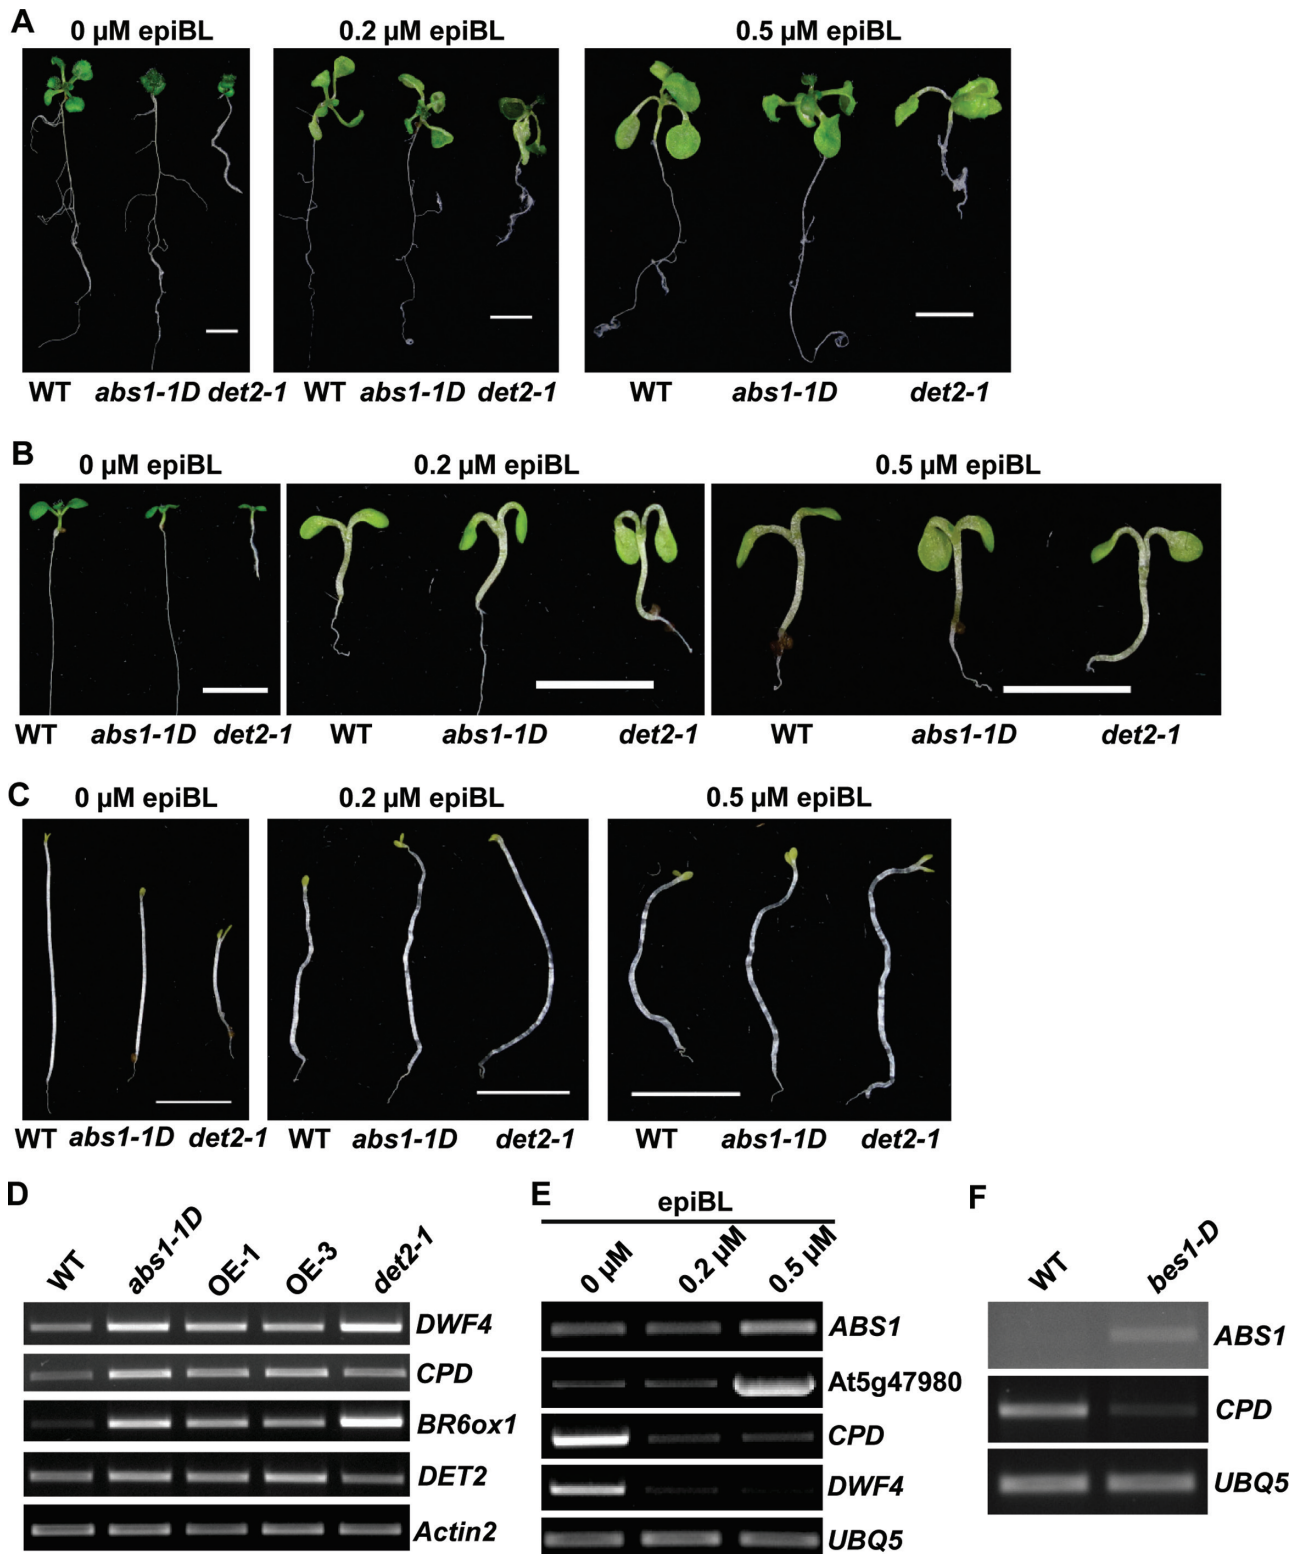 A
0 µM epiBL 0.2 µM epiBL 0.5 µM epiBL
WT abs1-1D det2-1 WT abs1-1D det2-1 WT abs1-1D det2-1
B
0 µM epiBL 0.2 µM epiBL 0.5 µM epiBL
WT abs1-1D det2-1 WT abs1-1D det2-1 WT abs1-1D det2-1
C
0 µM epiBL 0.2 µM epiBL 0.5 µM epiBL
WT abs1-1D det2-1 WT abs1-1D det2-1 WT abs1-1D det2-1
D
WT abs1-1D OE-1 OE-3 det2-1
DWF4
CPD
BR6ox1
DET2
Actin2
E
epiBL
0 µM 0.2 µM 0.5 µM
ABS1
At5g47980
CPD
DWF4
UBQ5
F
WT bes1-D
ABS1
CPD
UBQ5